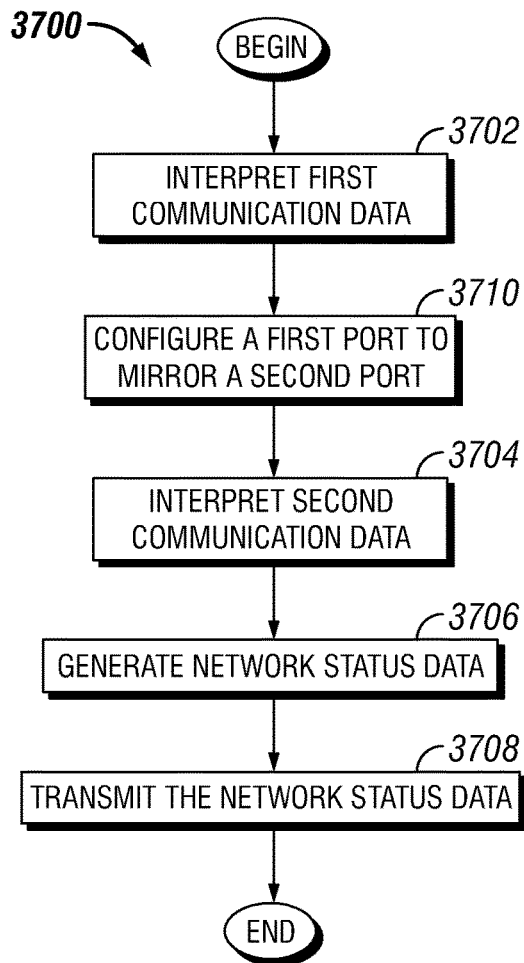 3700
BEGIN
3702
INTERPRET FIRST
COMMUNICATION DATA
3710
CONFIGURE A FIRST PORT TO
MIRROR A SECOND PORT
3704
INTERPRET SECOND
COMMUNICATION DATA
3706
GENERATE NETWORK STATUS DATA
3708
TRANSMIT THE NETWORK STATUS DATA
END